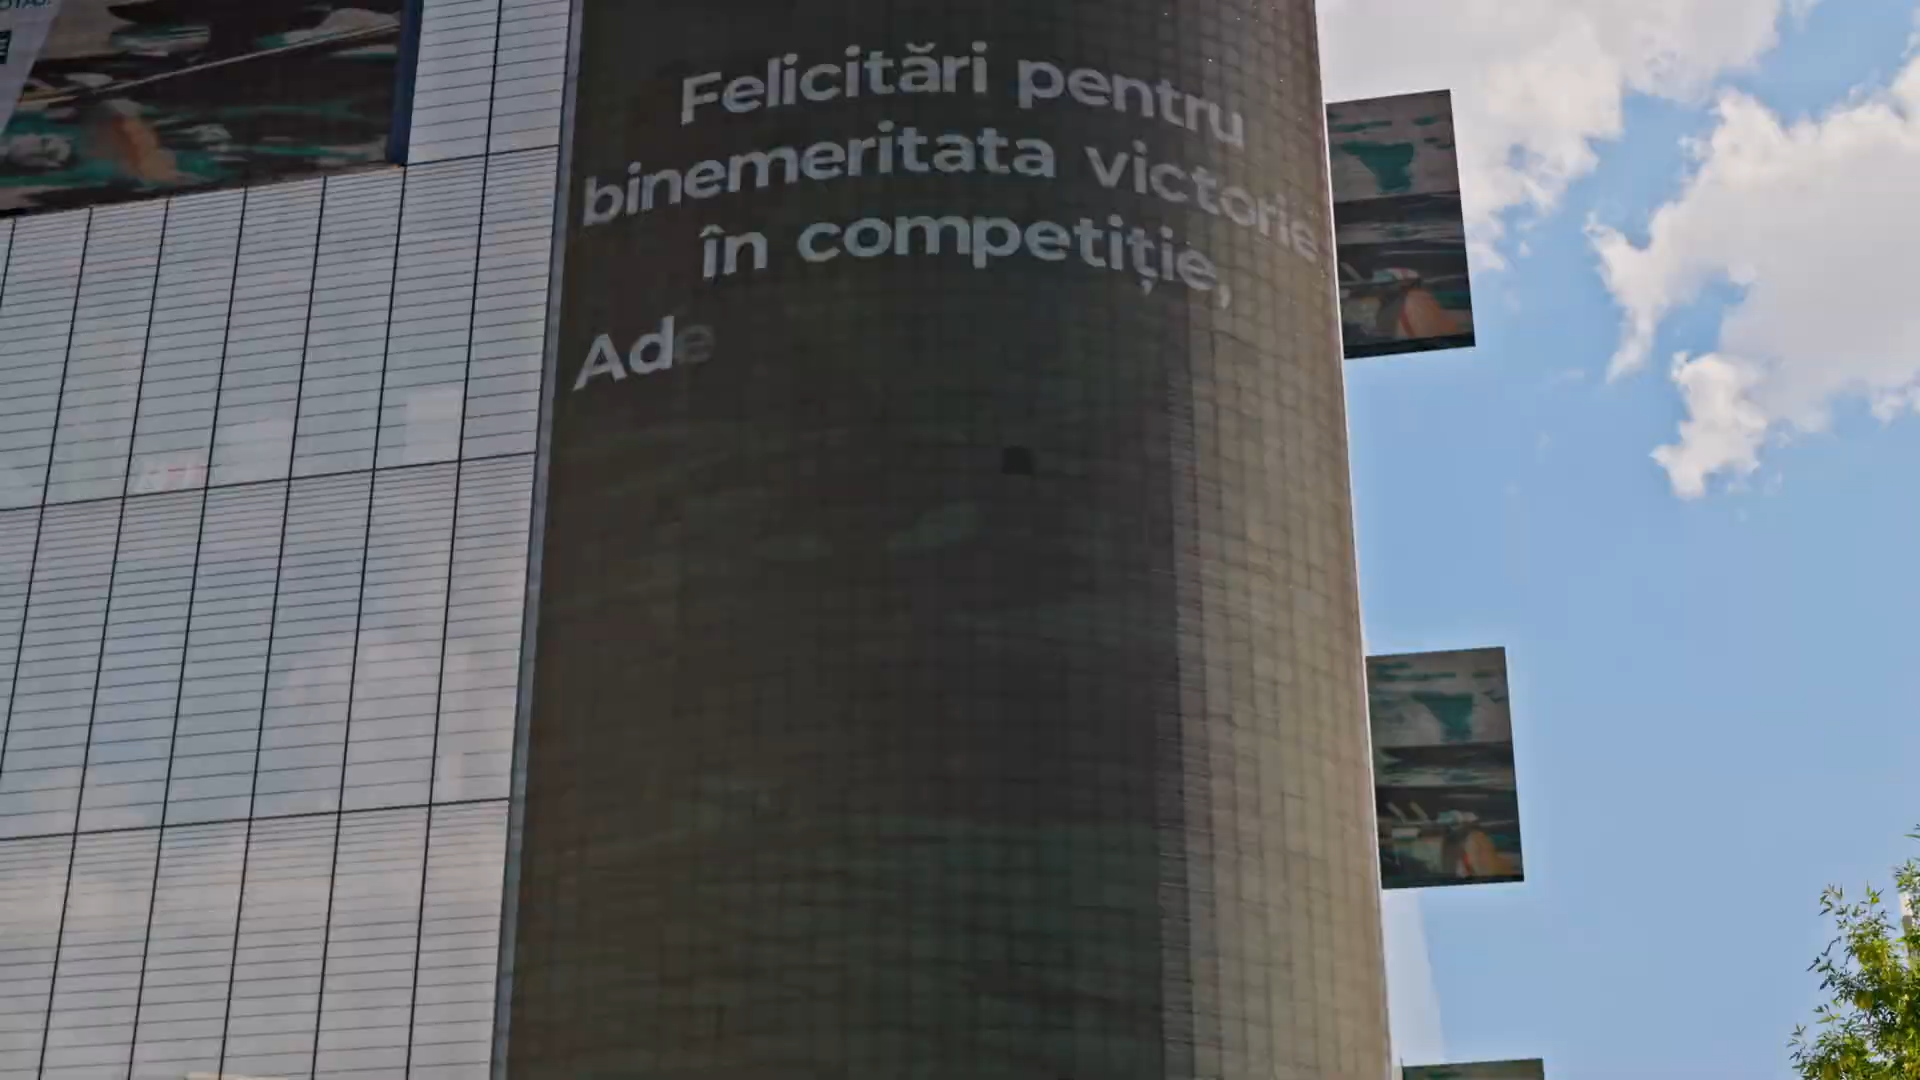 Felicitări pentru
binemeritata victorie
în competiție,
Ade